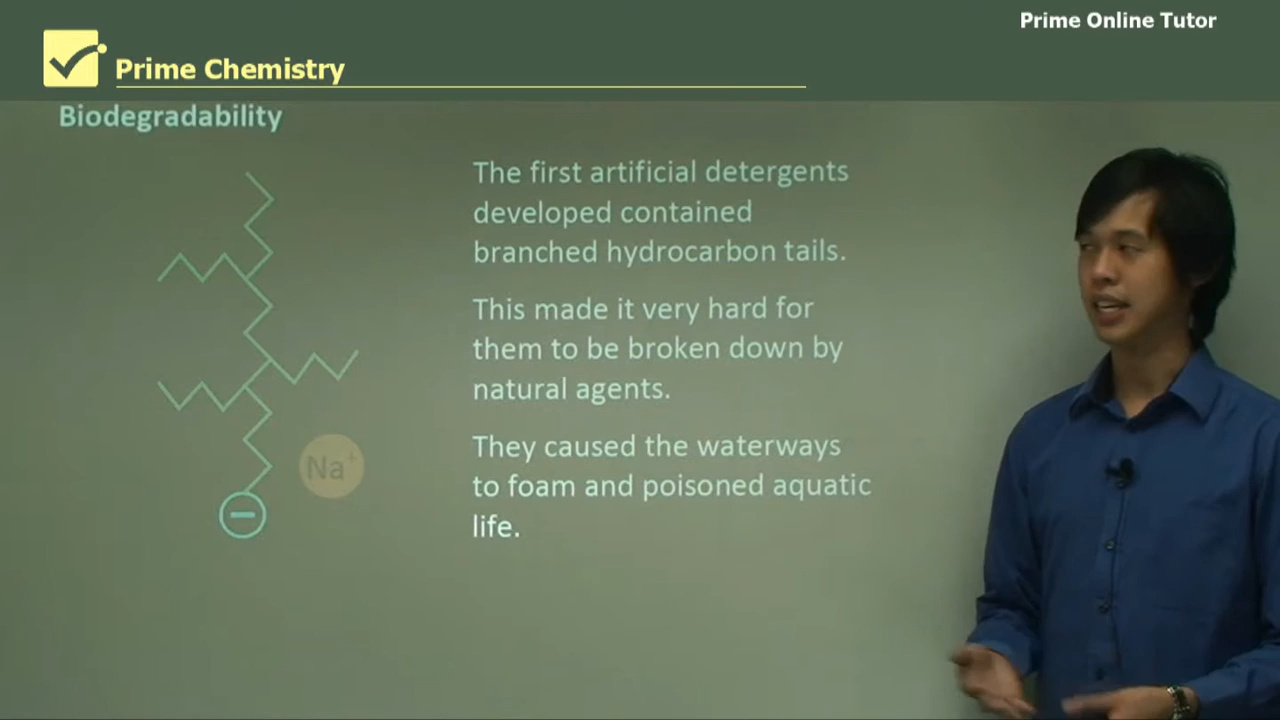 Prime Online Tutor
Prime Chemistry
Biodegradability
The first artificial detergents
developed contained
branched hydrocarbon tails.
This made it very hard for
them to be broken down by
natural agents.
They caused the waterways
to foam and poisoned aquatic
life.
Na⁺
−